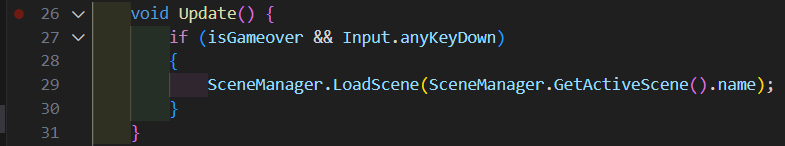 26 void Update() {
27 if (isGameover && Input.anyKeyDown)
28 {
29 SceneManager.LoadScene(SceneManager.GetActiveScene().name);
30 }
31 }